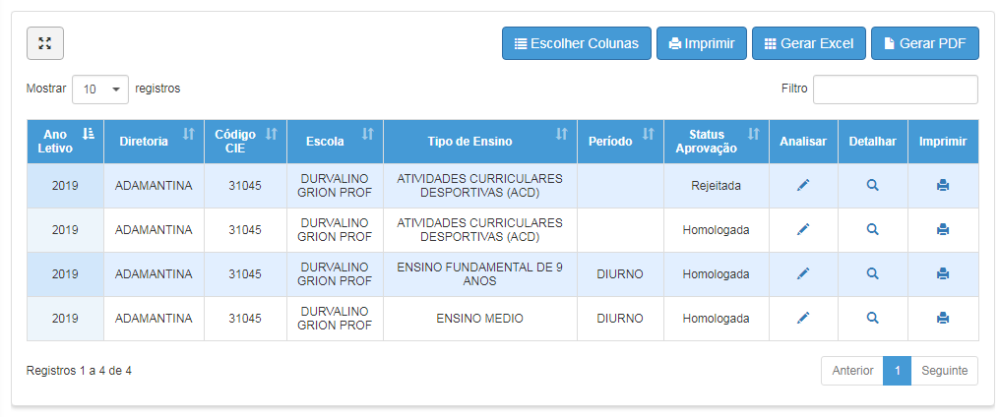 Escolher Colunas Imprimir Gerar Excel Gerar PDF
Mostrar 10 registros Filtro
Ano Letivo Diretoria Código CIE Escola Tipo de Ensino Período Status Aprovação Analisar Detalhar Imprimir
2019 ADAMANTINA 31045 DURVALINO GRION PROF ATIVIDADES CURRICULARES DESPORTIVAS (ACD) Rejeitada
2019 ADAMANTINA 31045 DURVALINO GRION PROF ATIVIDADES CURRICULARES DESPORTIVAS (ACD) Homologada
2019 ADAMANTINA 31045 DURVALINO GRION PROF ENSINO FUNDAMENTAL DE 9 ANOS DIURNO Homologada
2019 ADAMANTINA 31045 DURVALINO GRION PROF ENSINO MEDIO DIURNO Homologada
Registros 1 a 4 de 4 Anterior 1 Seguinte